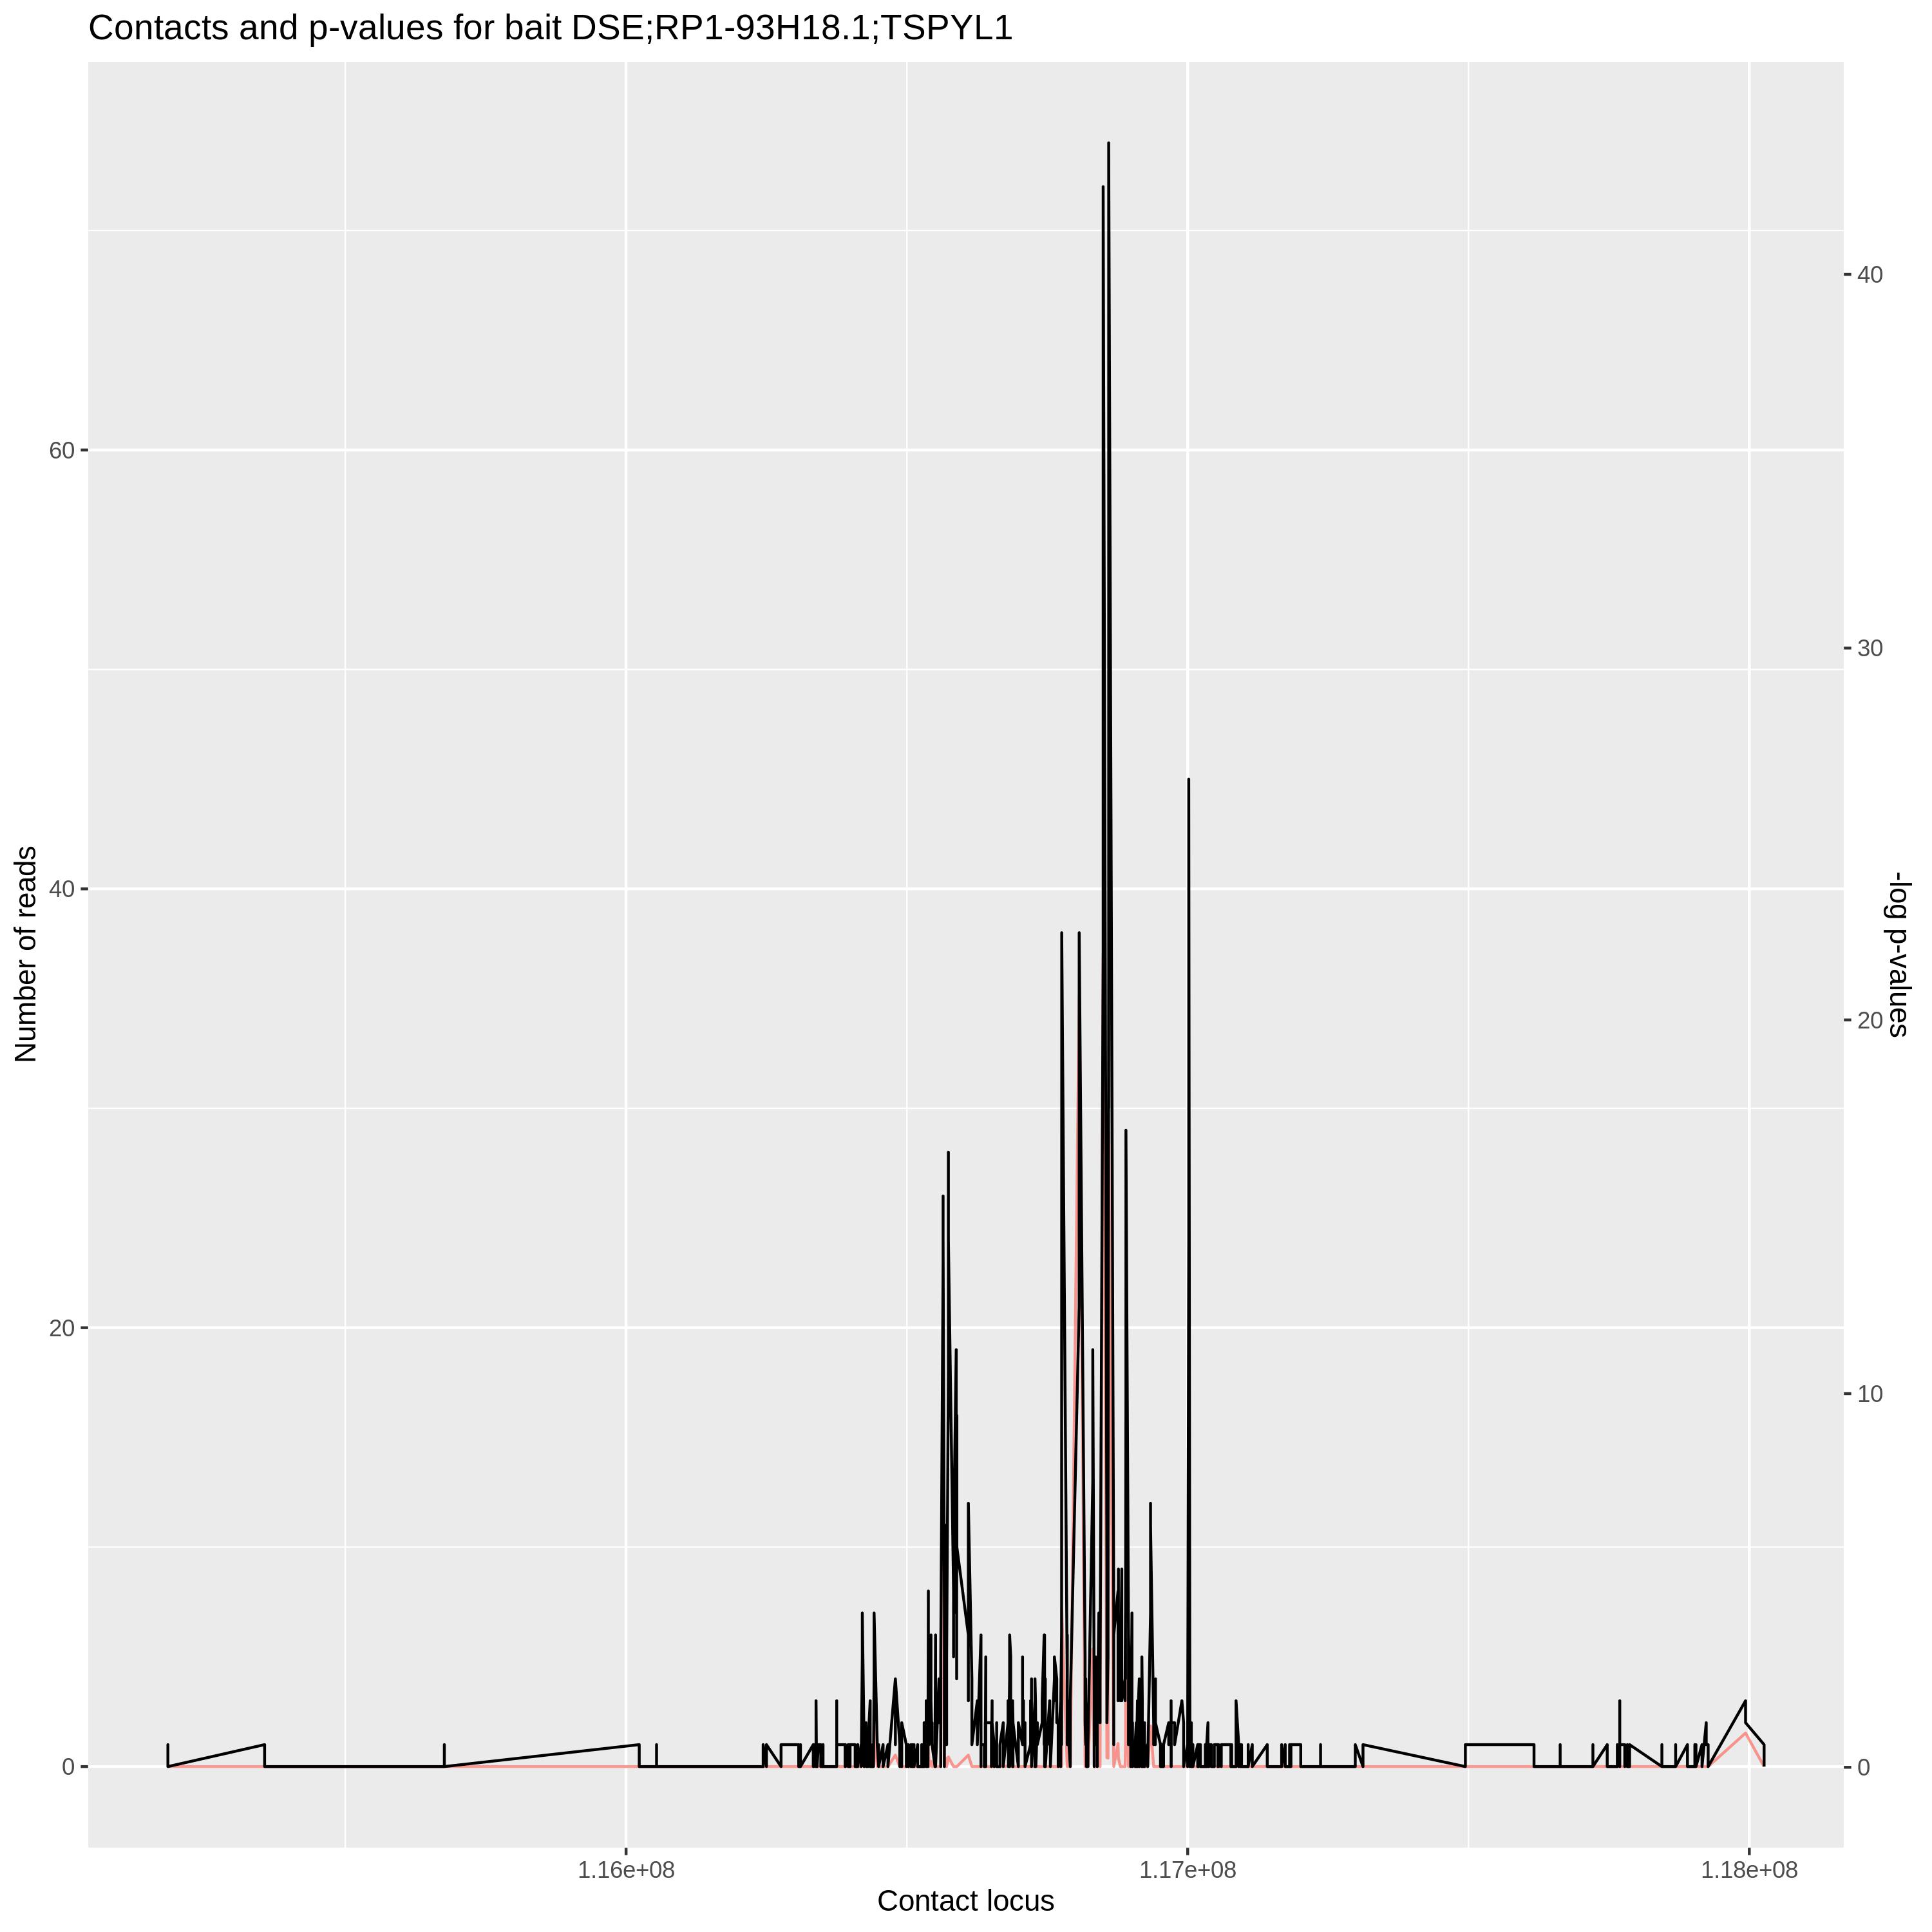 Contacts and p-values for bait DSE;RP1-93H18.1;TSPYL1
Number of reads
60
40
20
0
40
30
20
10
0
-log p-values
1.16e+08
1.17e+08
1.18e+08
Contact locus